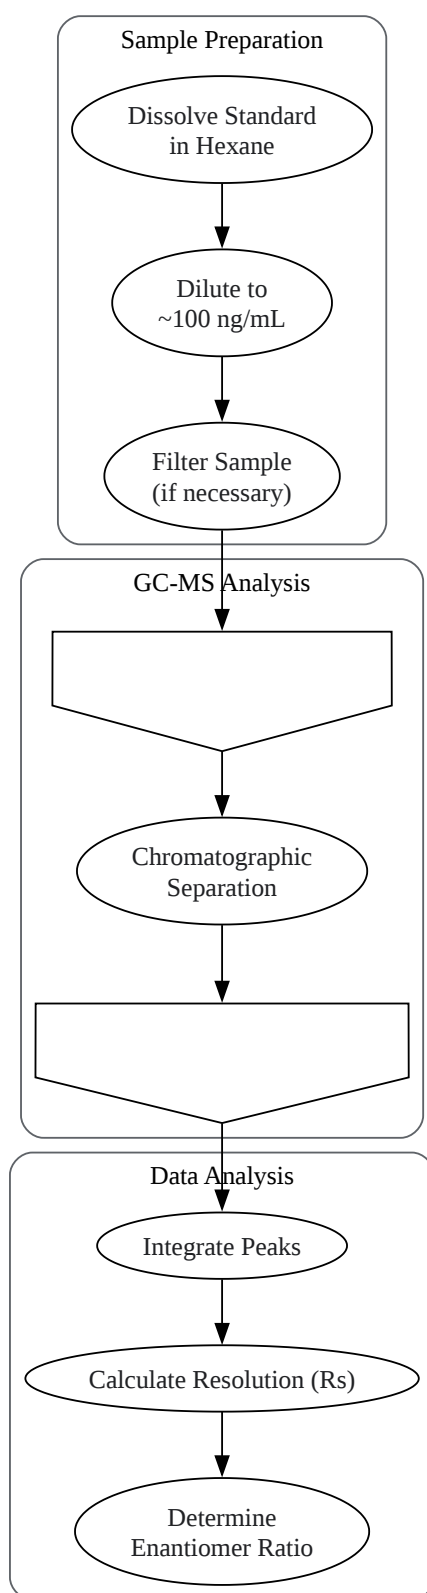 Sample Preparation
Dissolve Standard
in Hexane
Dilute to
~100 ng/mL
Filter Sample
(if necessary)
GC-MS Analysis
Chromatographic
Separation
Data Analysis
Integrate Peaks
Calculate Resolution (Rs)
Determine
Enantiomer Ratio